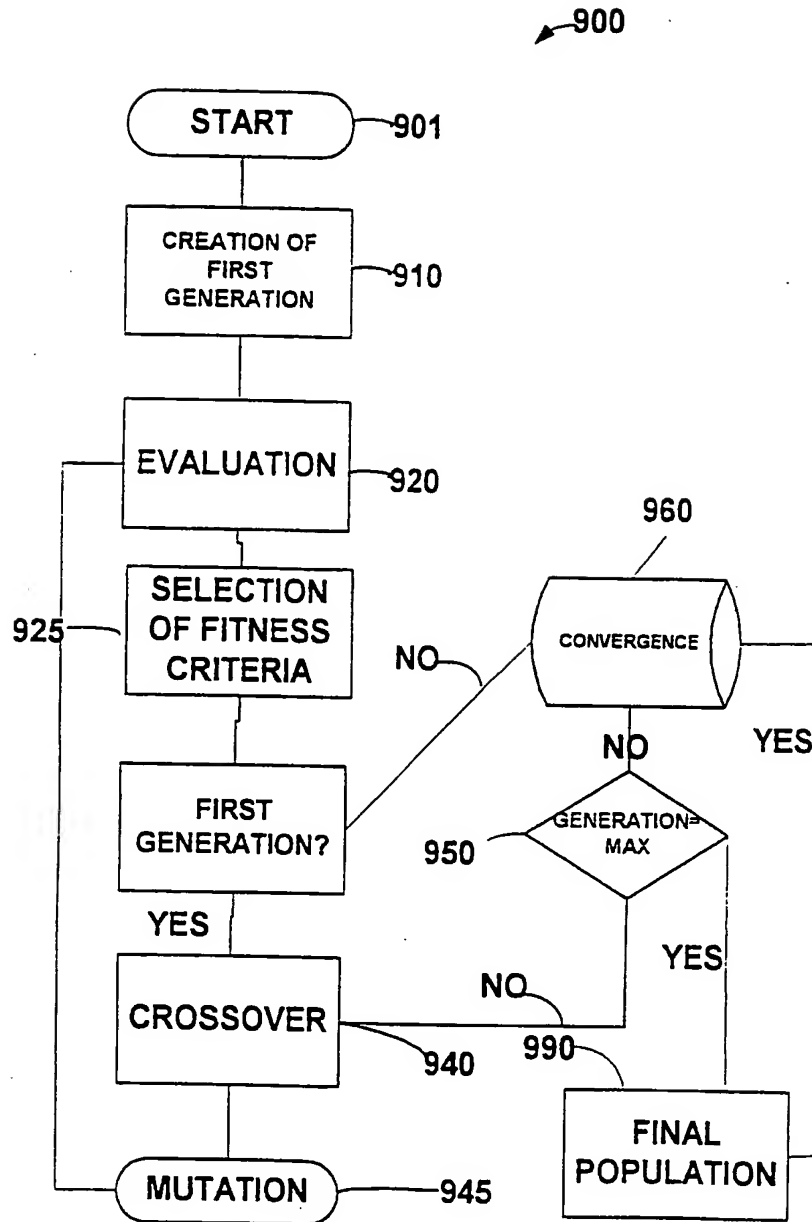 900
START
901
CREATION OF
FIRST
GENERATION
910
EVALUATION
920
SELECTION
OF FITNESS
CRITERIA
925
FIRST
GENERATION?
NO
960
CONVERGENCE
YES
NO
GENERATION=
MAX
950
YES
YES
CROSSOVER
940
NO
990
FINAL
POPULATION
MUTATION
945